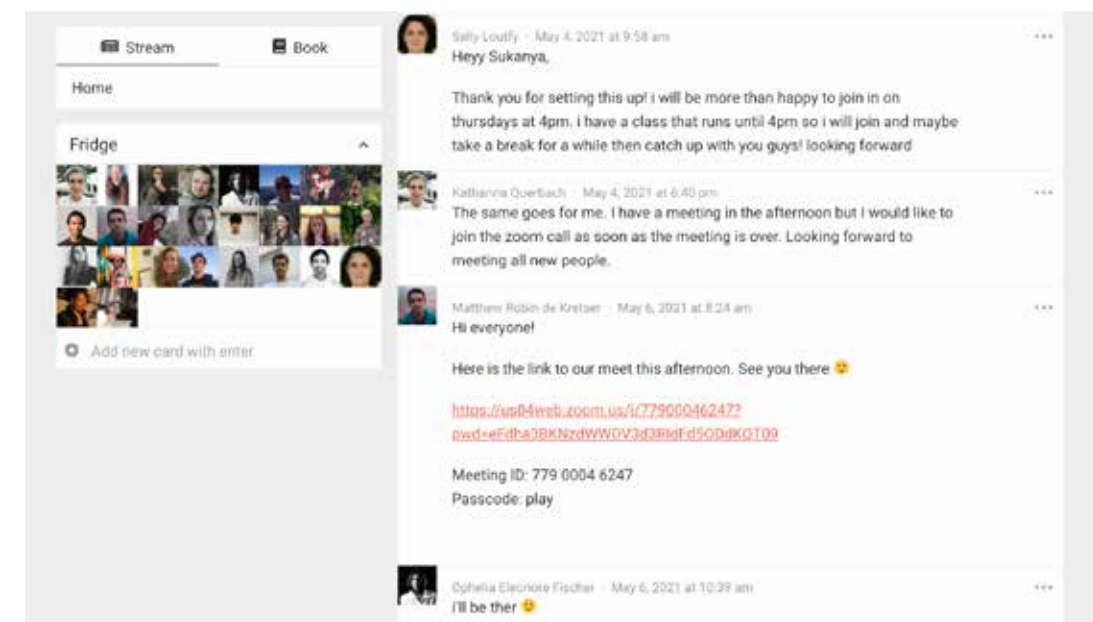 Stream
Book
Home
Fridge
Add new card with enter
Sally Loutfy · May 4, 2021 at 9:58 am
Heyy Sukanya,
Thank you for setting this up! i will be more than happy to join in on
thursdays at 4pm. i have a class that runs until 4pm so i will join and maybe
take a break for a while then catch up with you guys! looking forward
Katharina Querbach · May 4, 2021 at 6:40 pm
The same goes for me. I have a meeting in the afternoon but I would like to
join the zoom call as soon as the meeting is over. Looking forward to
meeting all new people.
Matthew Robin de Kretser · May 6, 2021 at 8:24 am
Hi everyone!
Here is the link to our meet this afternoon. See you there 🙂
https://us04web.zoom.us/j/77900046247?
Meeting ID: 779 0004 6247
Passcode: play
Ophelia Eleonore Fischer · May 6, 2021 at 10:39 am
i'll be ther 🙂